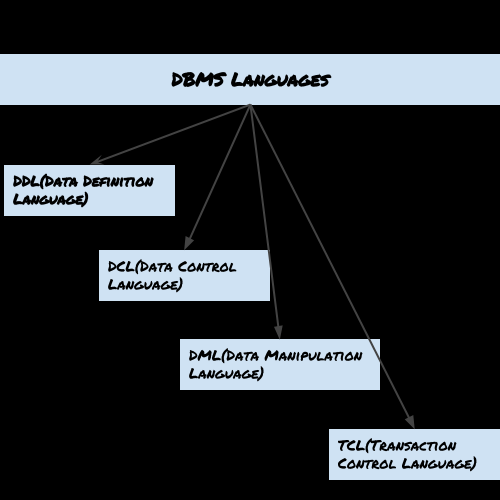 DBMS Languages
DDL(Data Definition
Language)
DCL(Data Control
Language)
DML(Data Manipulation
Language)
TCL(Transaction
Control Language)